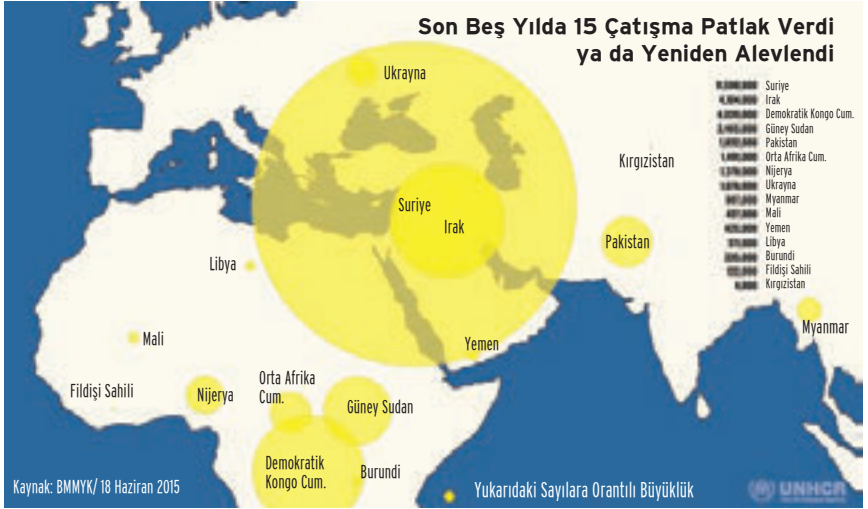 Son Beş Yılda 15 Çatışma Patlak Verdi
ya da Yeniden Alevlendi
Suriye
Irak
Demokratik Kongo Cum.
Güney Sudan
Pakistan
Orta Afrika Cum.
Nijerya
Ukrayna
Myanmar
Mali
Yemen
Libya
Burundi
Fildişi Sahili
Kırgızistan
Ukrayna
Kırgızistan
Suriye
Irak
Pakistan
Libya
Myanmar
Mali
Yemen
Fildişi Sahili
Nijerya
Orta Afrika
Cum.
Güney Sudan
Demokratik
Kongo Cum.
Burundi
Kaynak: BMMYK/ 18 Haziran 2015
Yukarıdaki Sayılara Orantılı Büyüklük
UNHCR